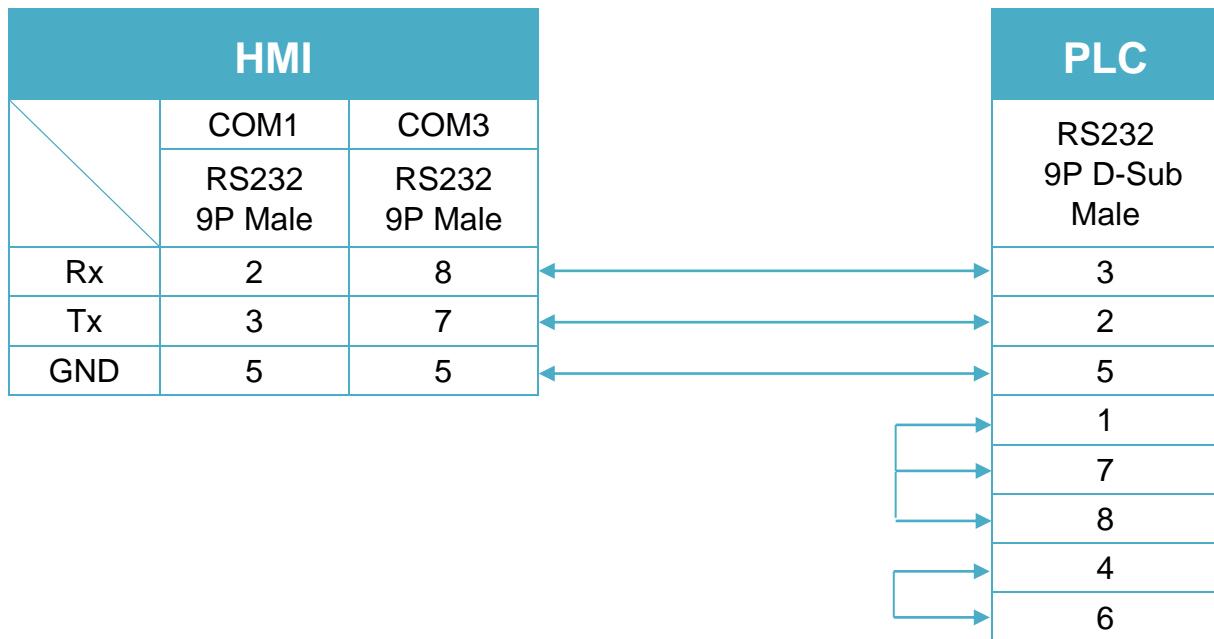 HMI
PLC
COM1 COM3
RS232
9P Male
RS232
9P Male
RS232
9P D-Sub
Male
Rx 2 8 3
Tx 3 7 2
GND 5 5 5
1
7
8
4
6